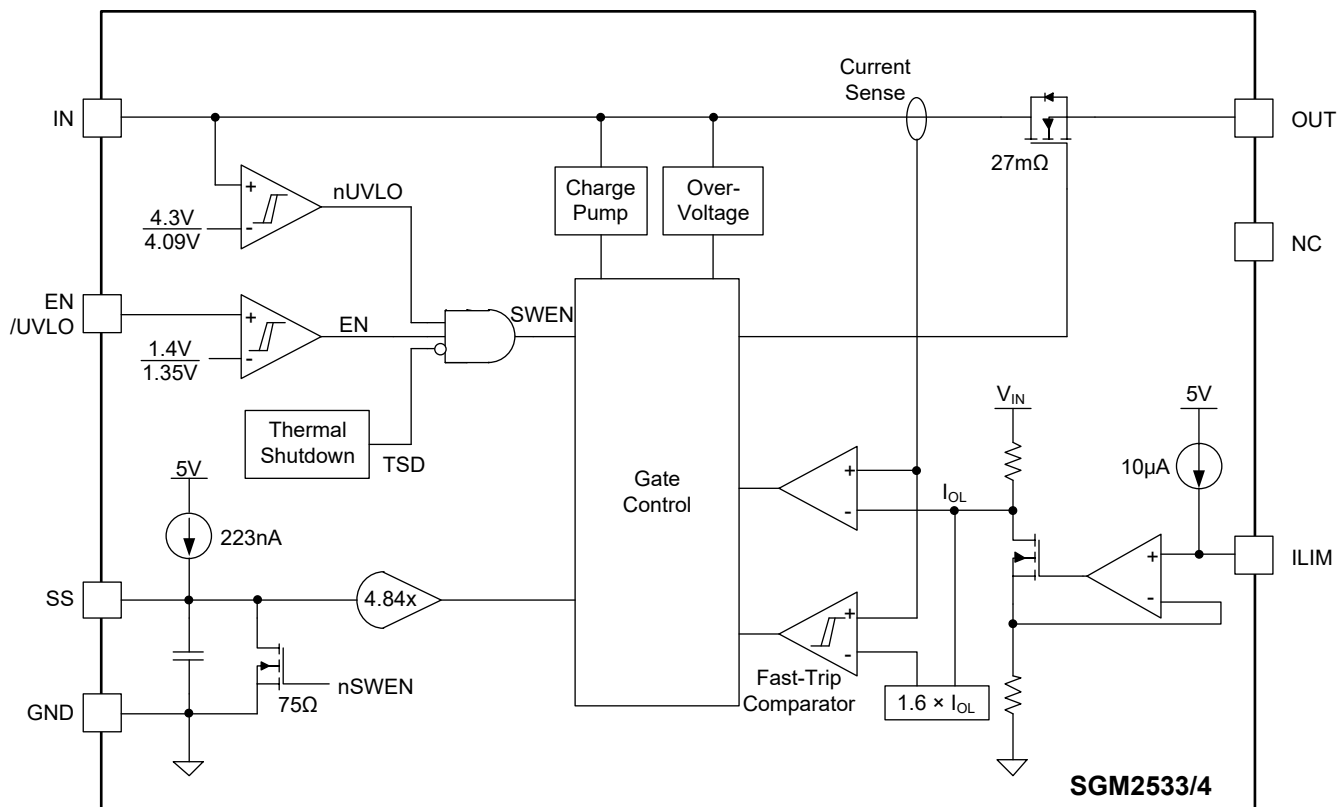 Current
Sense
IN
OUT
27mΩ
nUVLO
Charge
Pump
Over-
Voltage
4.3V
4.09V
NC
EN
/UVLO
EN
SWEN
1.4V
1.35V
VIN
5V
Thermal
Shutdown
TSD
10µA
5V
Gate
Control
IOL
223nA
ILIM
SS
4.84x
nSWEN
75Ω
Fast-Trip
Comparator
1.6 × IOL
GND
SGM2533/4
+
-
+
-
+
-
+
-
+
-